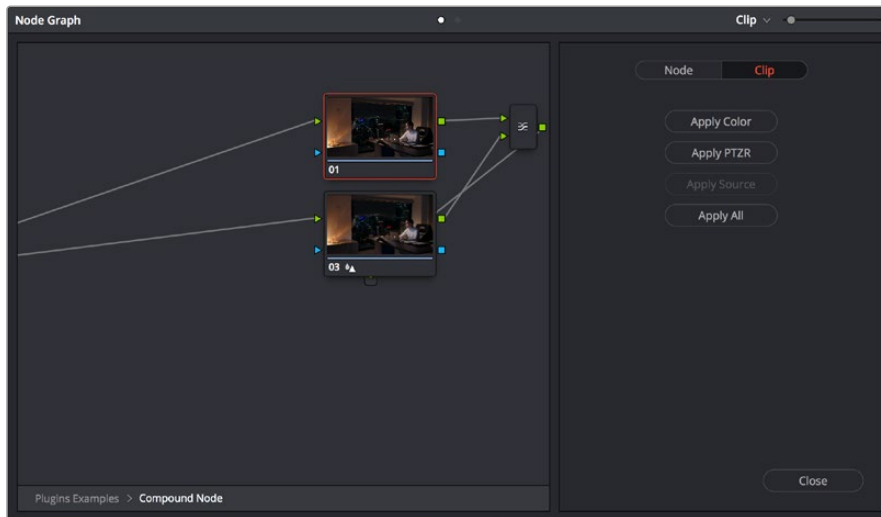 Node Graph
Clip
Node
Clip
Apply Color
Apply PTZR
Apply Source
Apply All
01
03
Close
Plugins Examples > Compound Node